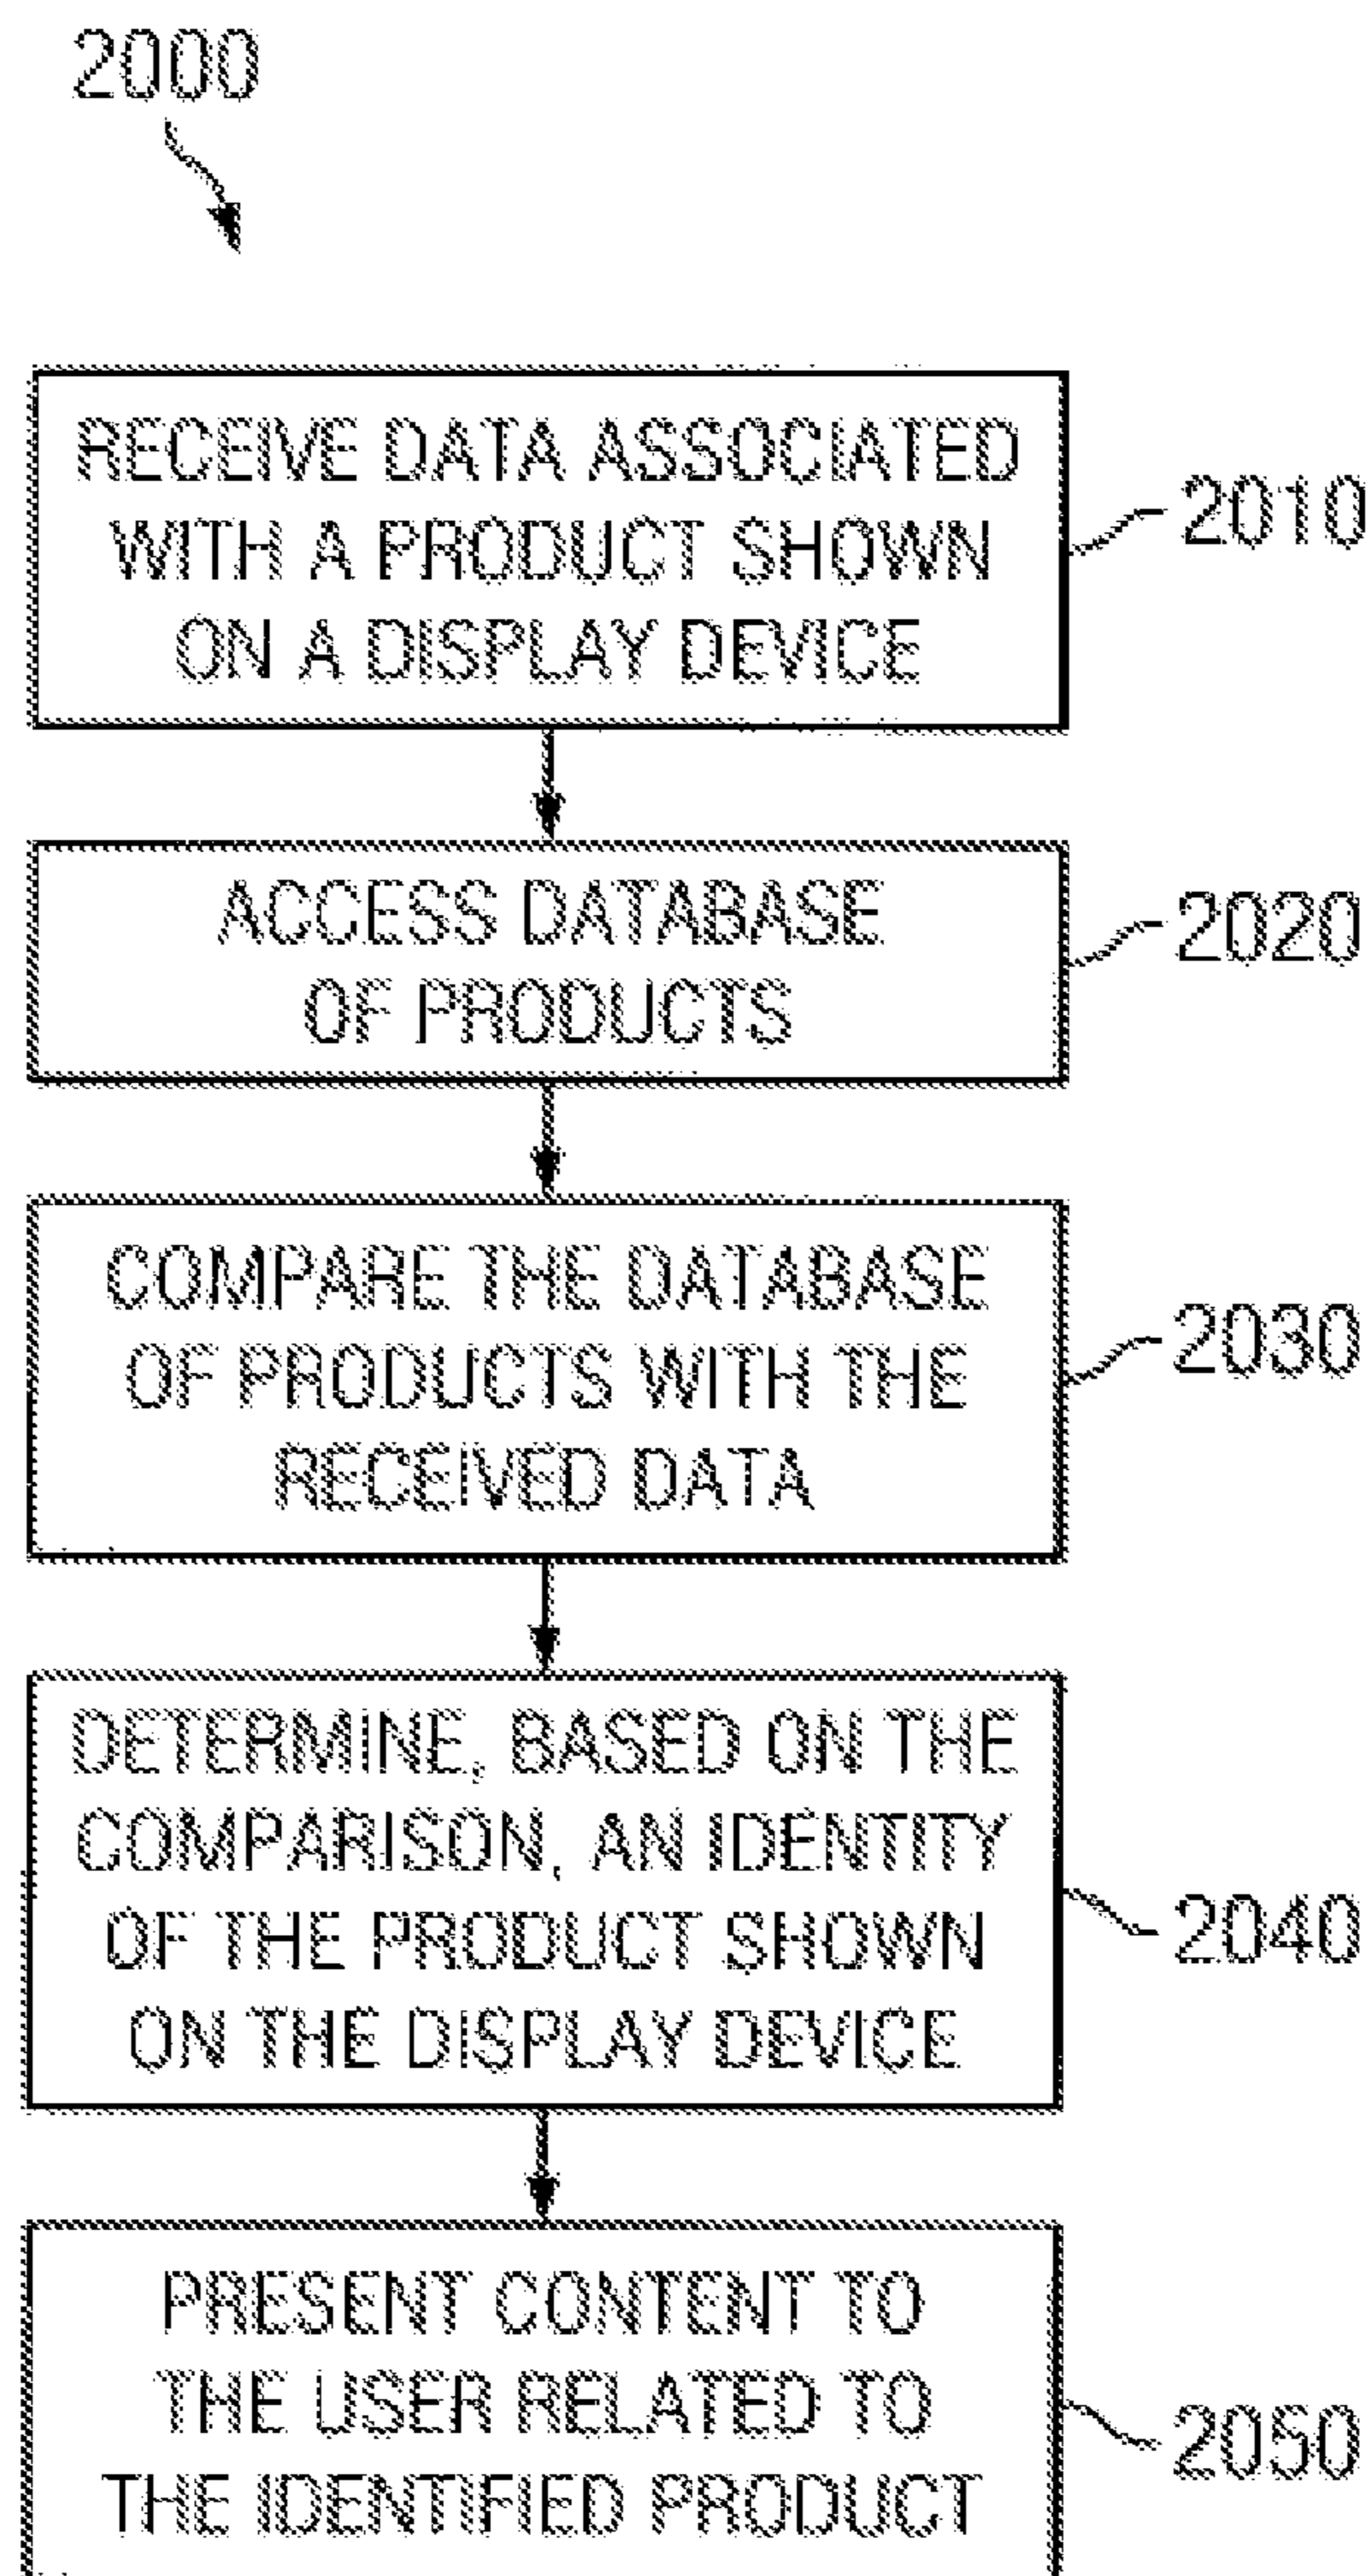 2000
RECEIVE DATA ASSOCIATED
WITH A PRODUCT SHOWN
ON A DISPLAY DEVICE
2010
ACCESS DATABASE
OF PRODUCTS
2020
COMPARE THE DATABASE
OF PRODUCTS WITH THE
RECEIVED DATA
2030
DETERMINE, BASED ON THE
COMPARISON, AN IDENTITY
OF THE PRODUCT SHOWN
ON THE DISPLAY DEVICE
2040
PRESENT CONTENT TO
THE USER RELATED TO
THE IDENTIFIED PRODUCT
2050